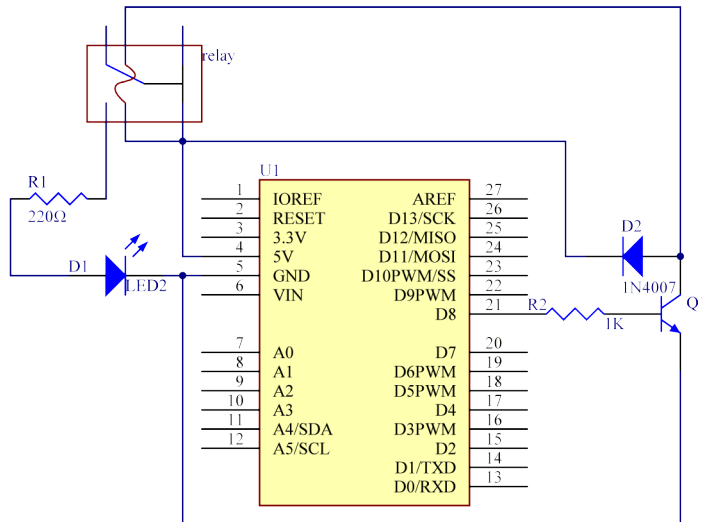 relay
U1
R1
220Ω
D1
LED2
1 IOREF AREF 27
2 RESET D13/SCK 26
3 3.3V D12/MISO 25
4 5V D11/MOSI 24
5 GND D10PWM/SS 23
6 VIN D9PWM 22
D8 21
7 A0 D7 20
8 A1 D6PWM 19
9 A2 D5PWM 18
10 A3 D4 17
11 A4/SDA D3PWM 16
12 A5/SCL D2 15
D1/TXD 14
D0/RXD 13
D2
1N4007
R2
1K
Q